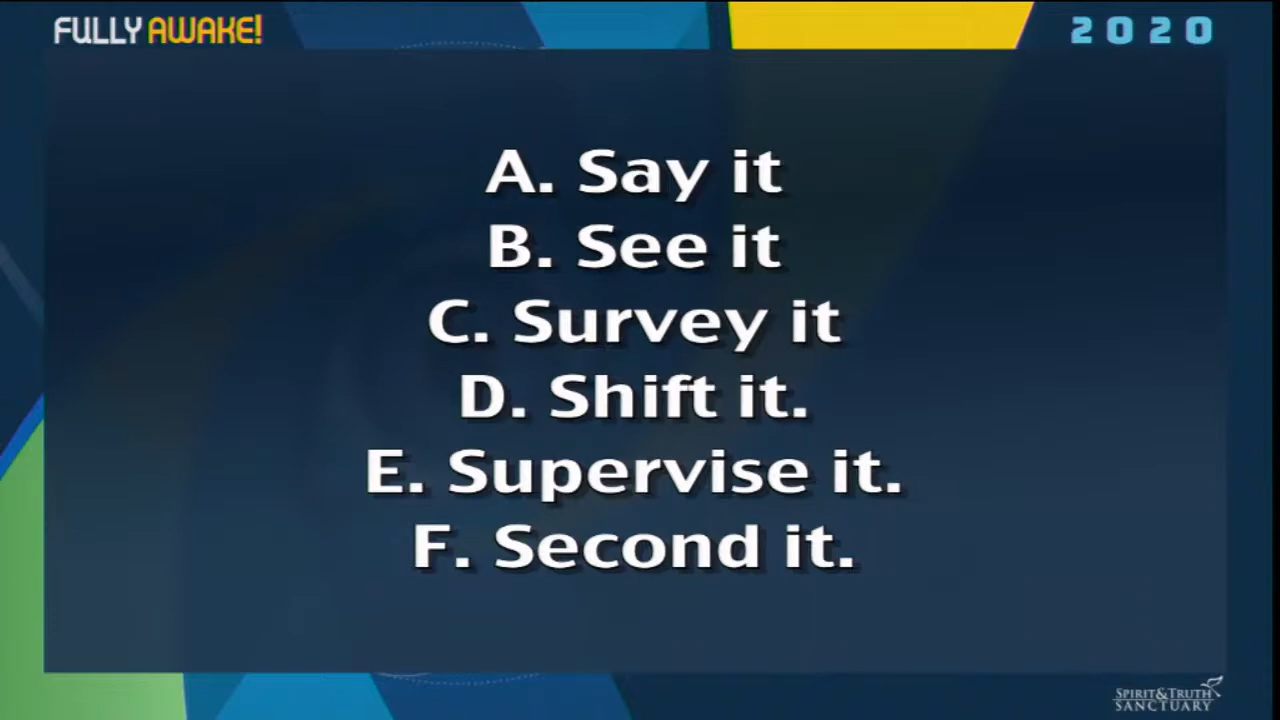 FULLY AWAKE!
2020
A. Say it
B. See it
C. Survey it
D. Shift it.
E. Supervise it.
F. Second it.
SPIRIT&TRUTH
SANCTUARY